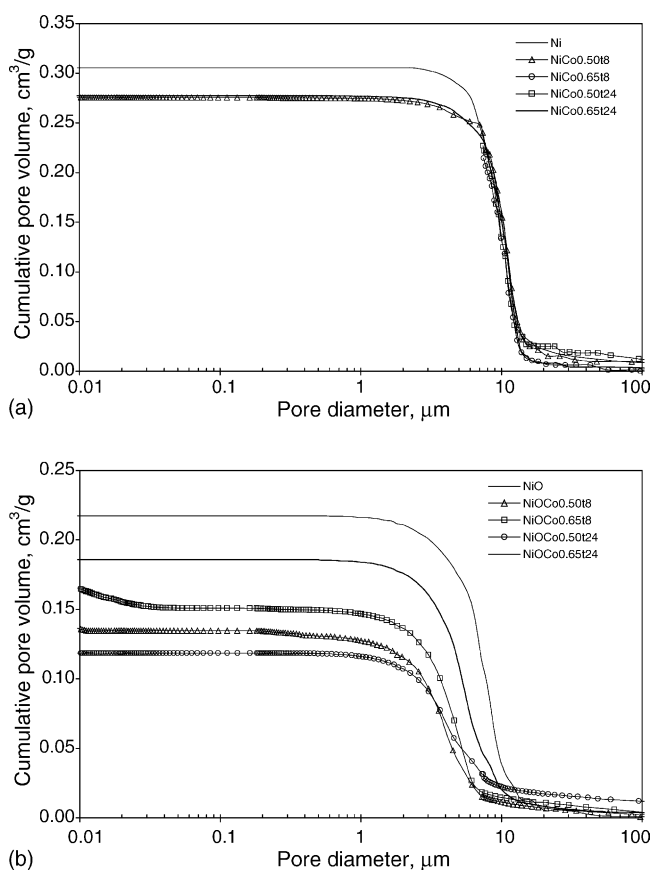 0.35
0.30
0.25
0.20
0.15
0.10
0.05
0.00
Cumulative pore volume, cm³/g
Ni
NiCo0.50t8
NiCo0.65t8
NiCo0.50t24
NiCo0.65t24
0.01 0.1 1 10 100
(a) Pore diameter, μm
0.25
0.20
0.15
0.10
0.05
0.00
Cumulative pore volume, cm³/g
NiO
NiOCo0.50t8
NiOCo0.65t8
NiOCo0.50t24
NiOCo0.65t24
0.01 0.1 1 10 100
(b) Pore diameter, μm